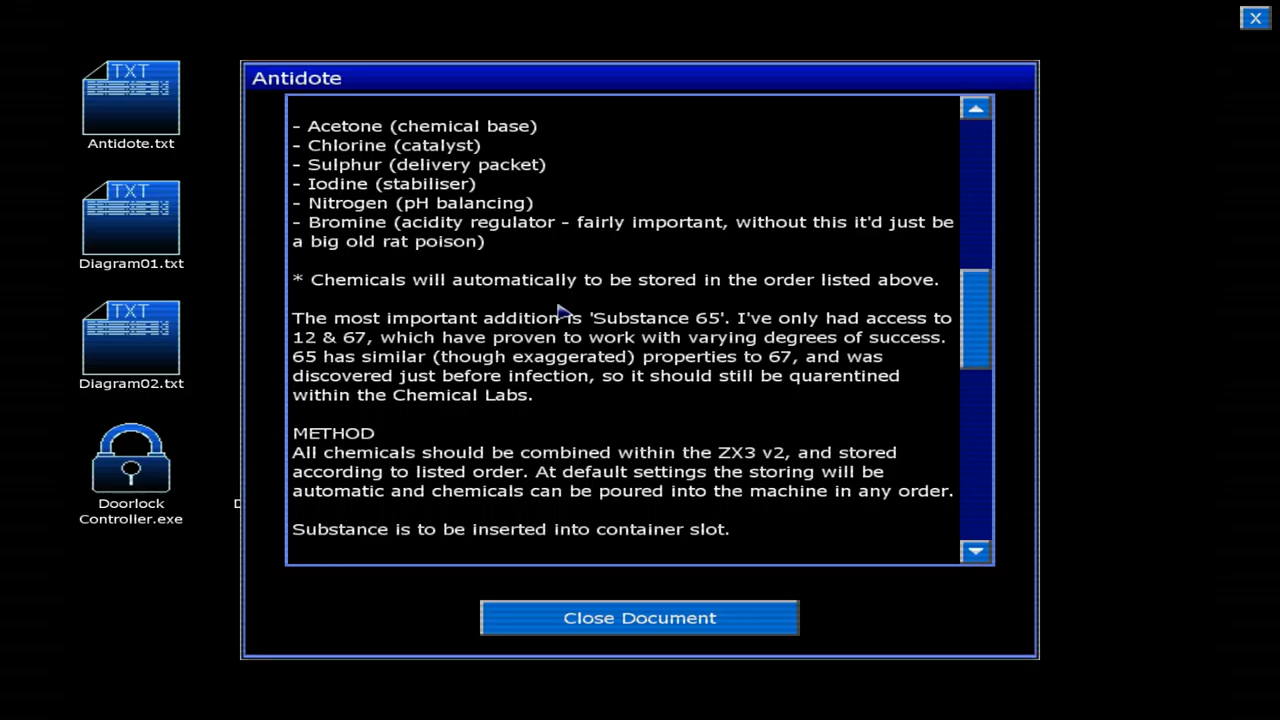 X
Antidote
TXT
Antidote.txt
TXT
Diagram01.txt
TXT
Diagram02.txt
Doorlock
Controller.exe
D
- Acetone (chemical base)
- Chlorine (catalyst)
- Sulphur (delivery packet)
- Iodine (stabiliser)
- Nitrogen (pH balancing)
- Bromine (acidity regulator - fairly important, without this it'd just be
a big old rat poison)
* Chemicals will automatically to be stored in the order listed above.
The most important addition is 'Substance 65'. I've only had access to
12 & 67, which have proven to work with varying degrees of success.
65 has similar (though exaggerated) properties to 67, and was
discovered just before infection, so it should still be quarentined
within the Chemical Labs.
METHOD
All chemicals should be combined within the ZX3 v2, and stored
according to listed order. At default settings the storing will be
automatic and chemicals can be poured into the machine in any order.
Substance is to be inserted into container slot.
Close Document